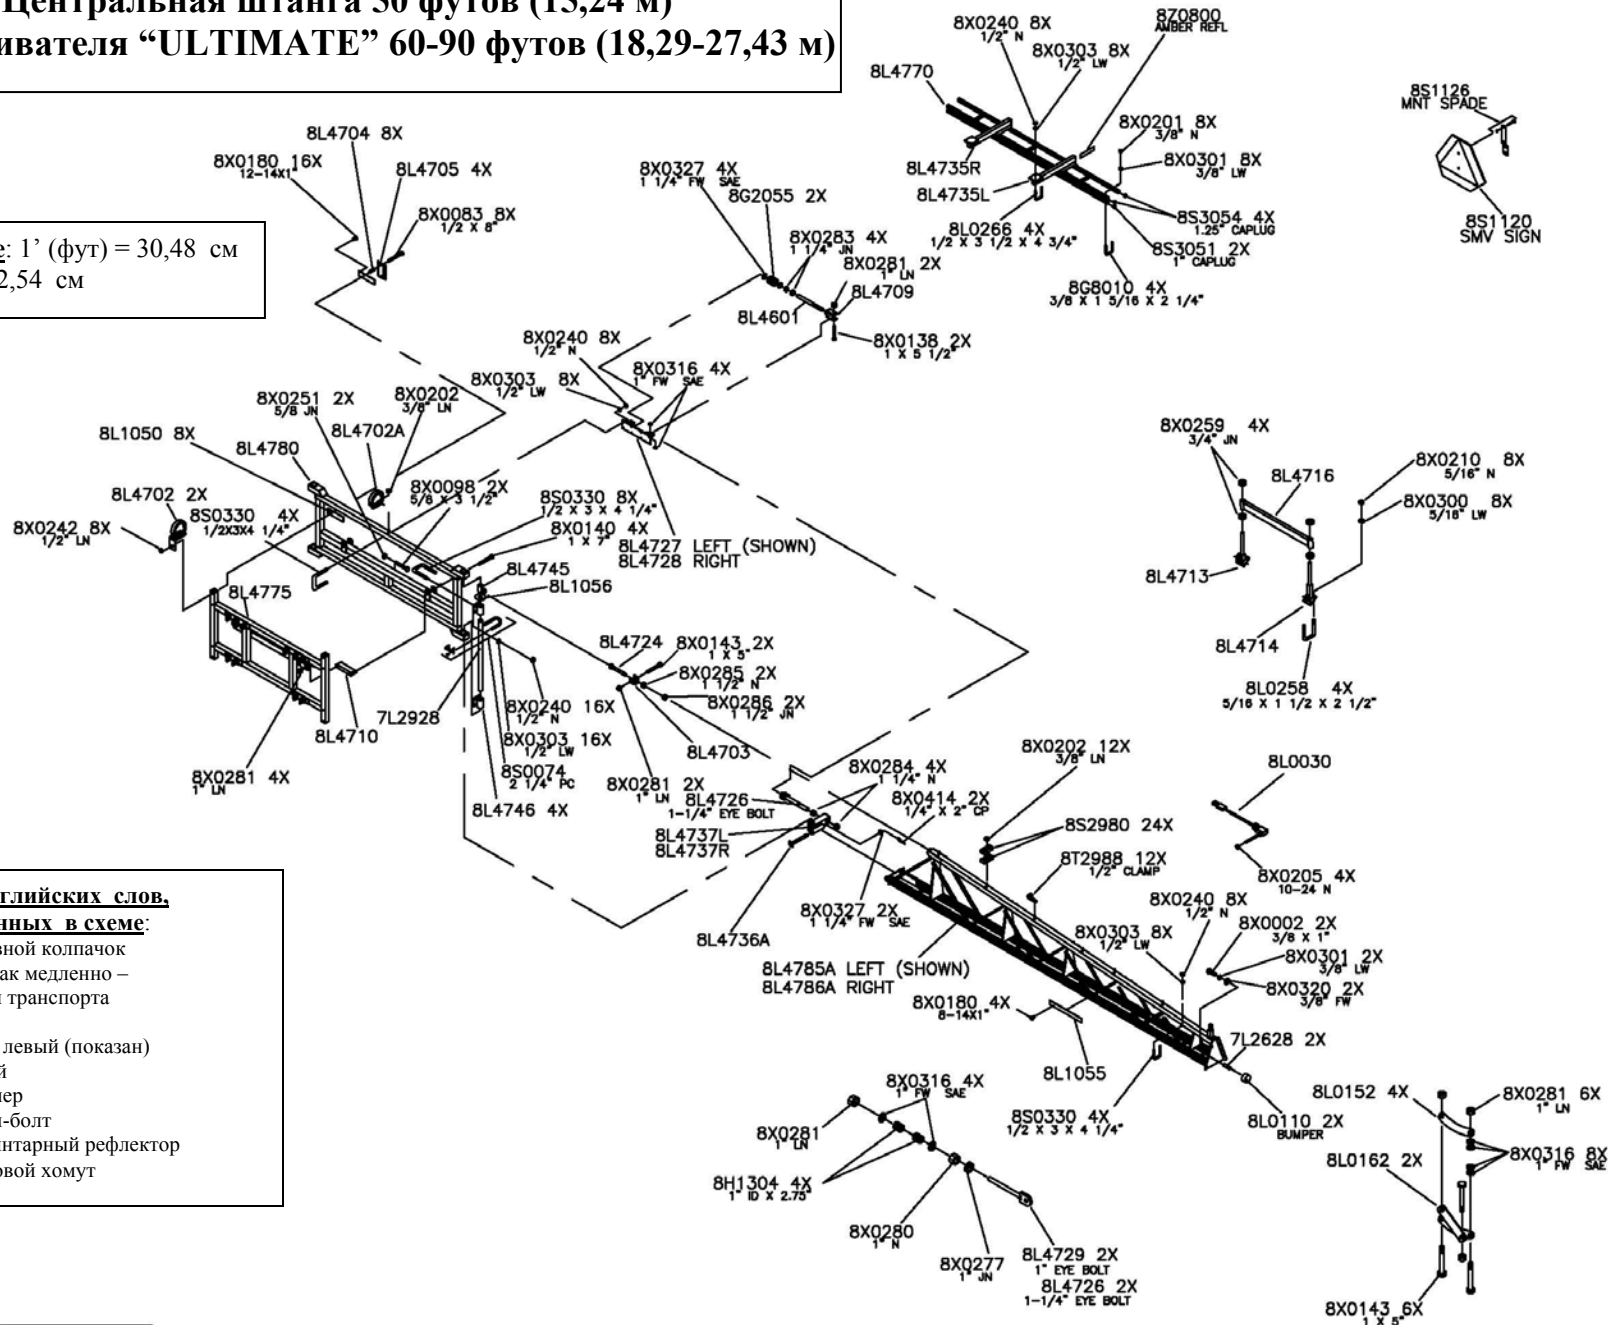 Центральная штанга 50 футов (15,24 м)
ивателя “ULTIMATE” 60-90 футов (18,29-27,43 м)
8X0240 8X
1/2" N
870800
AMBER REFL
8X0303 8X
1/2" LW
8L4770
8S1126
MNT SPADE
8X0201 8X
3/8" N
8X0301 8X
3/8" LW
8L4735R
8L4735L
8L0266 4X
1/2 X 3 1/2 X 4 3/4"
8S3054 4X
1.25" CAPLUG
8S3051 2X
1" CAPLUG
8G8010 4X
3/8 X 1 5/16 X 2 1/4"
8S1120
SMV SIGN
8L4704 8X
8X0180 16X
12-14X1"
8L4705 4X
8X0083 8X
1/2 X 8"
8X0327 4X
1 1/4" FW SAE
8G2055 2X
8X0283 4X
1 1/4" JN
8X0281 2X
1" LN
8L4709
8L4601
8X0138 2X
1 X 5 1/2"
: 1’ (фут) = 30,48 см
2,54 см
8X0240 8X
1/2" N
8X0303 8X
1/2" LW
8X0316 4X
1" FW SAE
8X0251 2X
5/8 JN
8X0202
3/8" LN
8L4702A
8L1050 8X
8L4780
8X0098 2X
5/8 X 3 1/2"
8S0330 8X
1/2 X 3 X 4 1/4"
8L4702 2X
8S0330 4X
1/2X3X4 1/4"
8X0140 4X
1 X 7"
8X0242 8X
1/2" LN
8L4727 LEFT (SHOWN)
8L4728 RIGHT
8L4745
8L1056
8L4775
8L4724
8X0143 2X
1 X 5"
8X0285 2X
1 1/2" N
8X0286 2X
1 1/2" JN
8L4703
7L2928
8L4710
8X0240 16X
1/2" N
8X0303 16X
1/2" LW
8S0074
2 1/4" PC
8X0281 4X
1" LN
8L4746 4X
8X0281 2X
1" LN
8X0259 4X
3/4" JN
8L4716
8X0210 8X
5/16" N
8X0300 8X
5/16" LW
8L4713
8L4714
8L0258 4X
5/16 X 1 1/2 X 2 1/2"
8X0284 4X
1 1/4" N
8L4726
1-1/4" EYE BOLT
8X0414 2X
1/4" X 2" CP
8L4737L
8L4737R
8X0202 12X
3/8" LN
8S2980 24X
8T2988 12X
1/2" CLAMP
8L0030
8X0205 4X
10-24 N
8X0240 8X
1/2" N
8X0002 2X
3/8 X 1"
8X0303 8X
1/2" LW
8X0301 2X
3/8" LW
8X0320 2X
3/8" FW
8X0327 2X
1 1/4" FW SAE
8L4736A
8L4785A LEFT (SHOWN)
8L4786A RIGHT
8X0180 4X
8-14X1"
8L1055
7L2628 2X
8L0110 2X
BUMPER
8S0330 4X
1/2 X 3 X 4 1/4"
глийских слов,
нных в схеме:
вной колпачок
ак медленно –
и транспорта
левый (показан)
й
пер
м-болт
интарный рефлектор
овой хомут
8X0316 4X
1" FW SAE
8X0281
1" LN
8H1304 4X
1" ID X 2.75"
8X0280
1" N
8X0277
1" JN
8L4729 2X
1" EYE BOLT
8L4726 2X
1-1/4" EYE BOLT
8L0152 4X
8X0281 6X
1" LN
8L0162 2X
8X0316 8X
1" FW SAE
8X0143 6X
1 X 5"